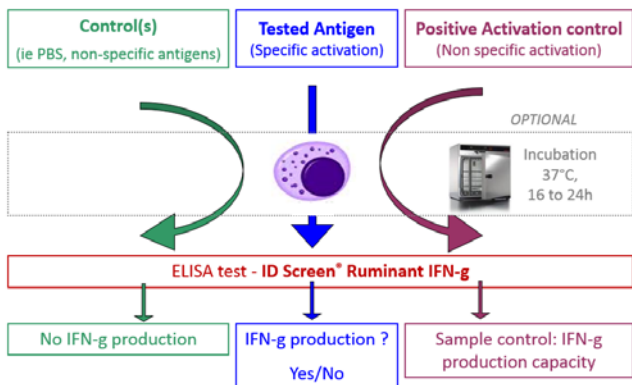 Control(s)
(ie PBS, non-specific antigens)
Tested Antigen
(Specific activation)
Positive Activation control
(Non specific activation)
OPTIONAL
Incubation
37°C,
16 to 24h
ELISA test - ID Screen® Ruminant IFN-g
No IFN-g production
IFN-g production ?
Yes/No
Sample control: IFN-g
production capacity